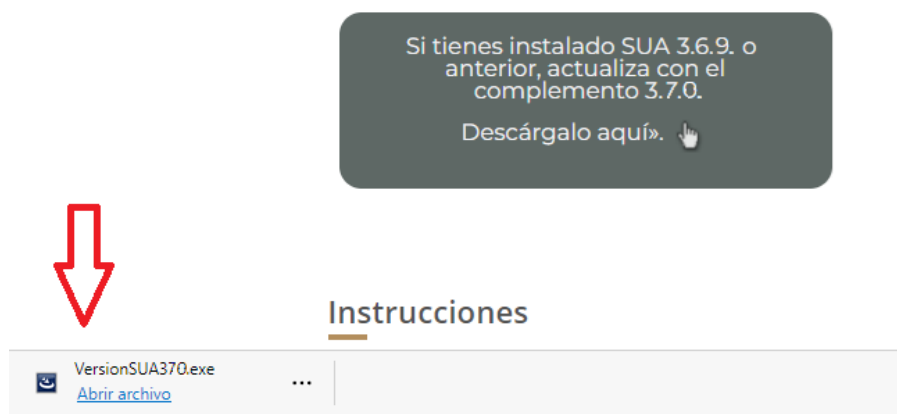 Si tienes instalado SUA 3.6.9. o
anterior, actualiza con el
complemento 3.7.0.
Descárgalo aquí».
Instrucciones
VersionSUA370.exe
Abrir archivo
...